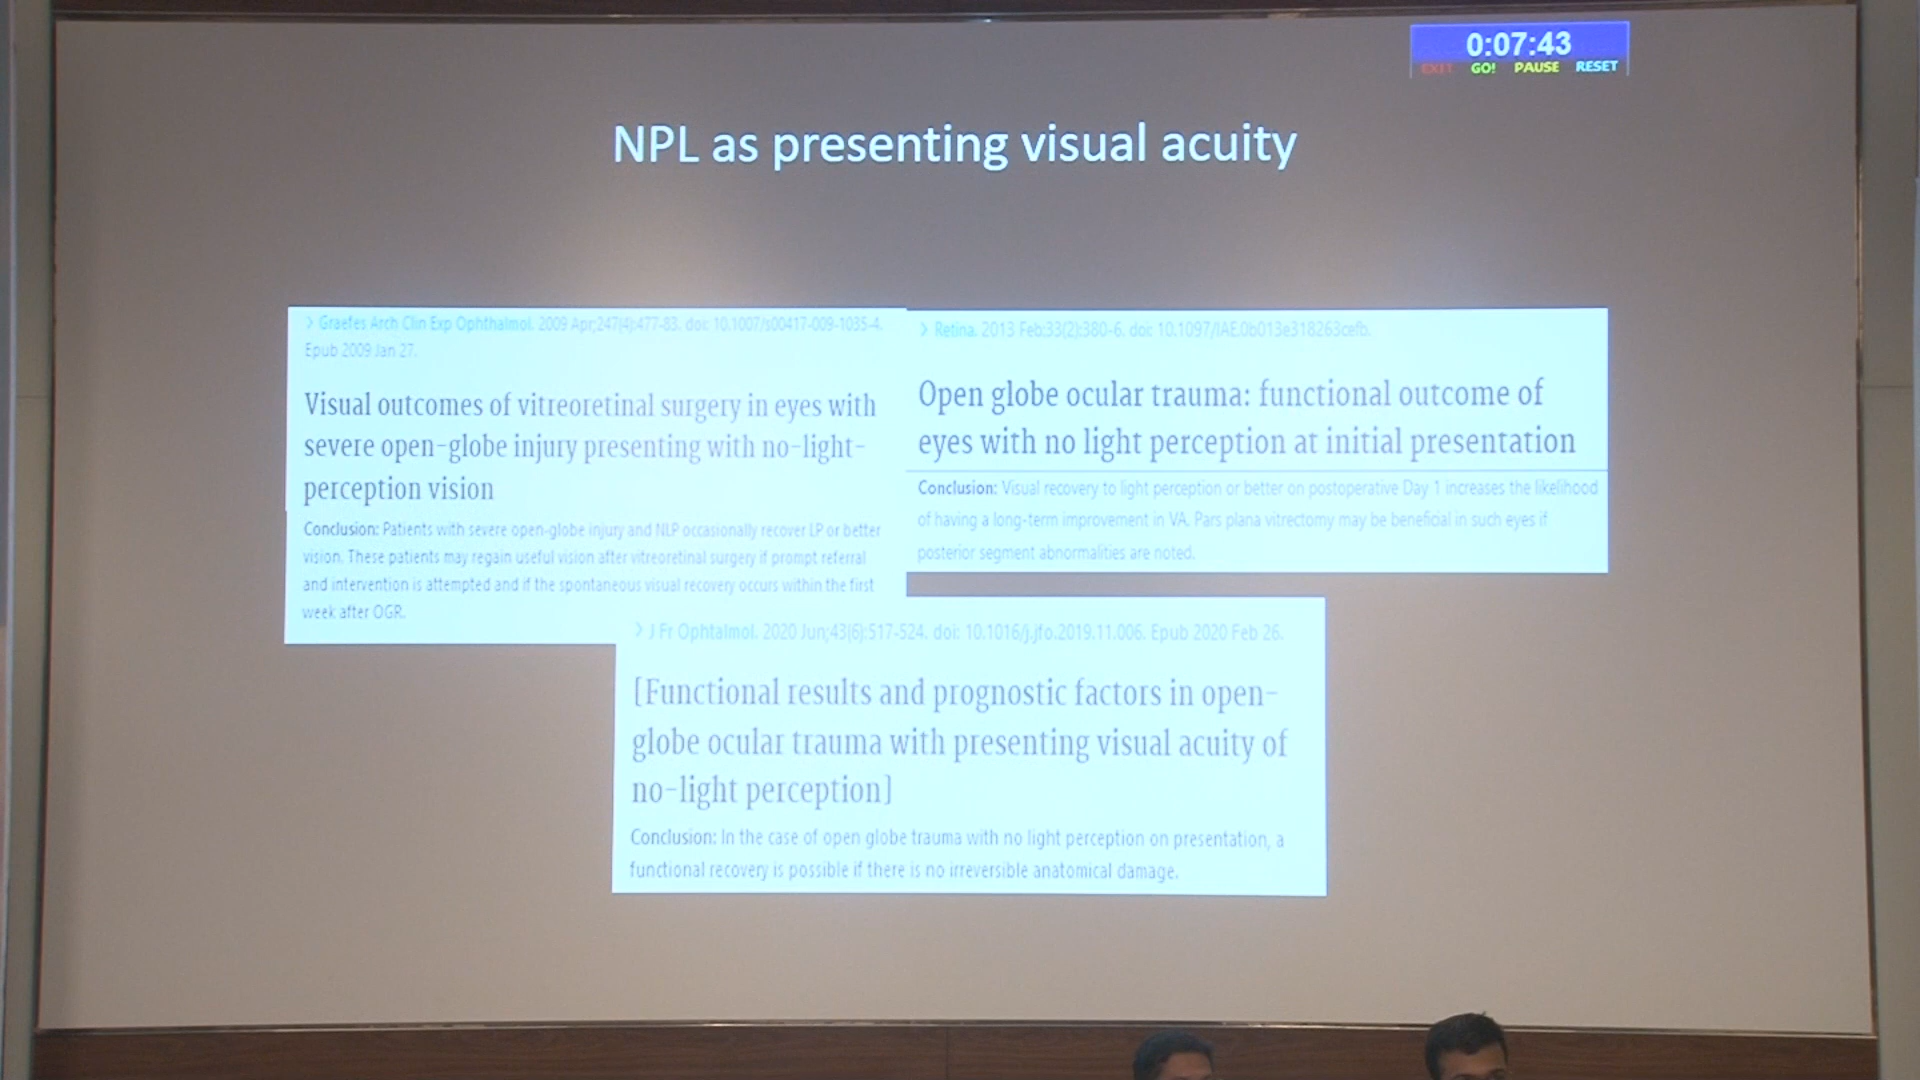 0:07:43
EXIT GO! PAUSE RESET
NPL as presenting visual acuity
> Graefes Arch Clin Exp Ophthalmol. 2009 Apr;247(4):477-83. doi: 10.1007/s00417-009-1035-4.
Epub 2009 Jan 27.
Visual outcomes of vitreoretinal surgery in eyes with
severe open-globe injury presenting with no-light-
perception vision
Conclusion: Patients with severe open-globe injury and NLP occasionally recover LP or better
vision. These patients may regain useful vision after vitreoretinal surgery if prompt referral
and intervention is attempted and if the spontaneous visual recovery occurs within the first
week after OGR.
> Retina. 2013 Feb;33(2):380-6. doi: 10.1097/IAE.0b013e318263cefb.
Open globe ocular trauma: functional outcome of
eyes with no light perception at initial presentation
Conclusion: Visual recovery to light perception or better on postoperative Day 1 increases the likelihood
of having a long-term improvement in VA. Pars plana vitrectomy may be beneficial in such eyes if
posterior segment abnormalities are noted.
> J Fr Ophtalmol. 2020 Jun;43(6):517-524. doi: 10.1016/j.jfo.2019.11.006. Epub 2020 Feb 26.
[Functional results and prognostic factors in open-
globe ocular trauma with presenting visual acuity of
no-light perception]
Conclusion: In the case of open globe trauma with no light perception on presentation, a
functional recovery is possible if there is no irreversible anatomical damage.